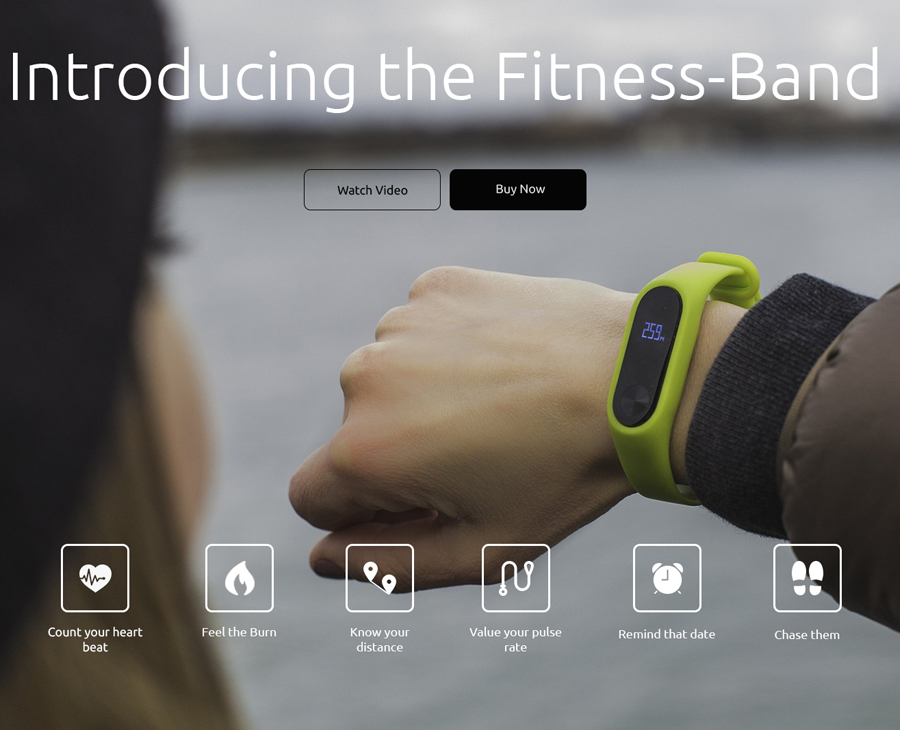 Introducing the Fitness-Band
Watch Video
Buy Now
259
Count your heart
beat
Feel the Burn
Know your
distance
Value your pulse
rate
Remind that date
Chase them